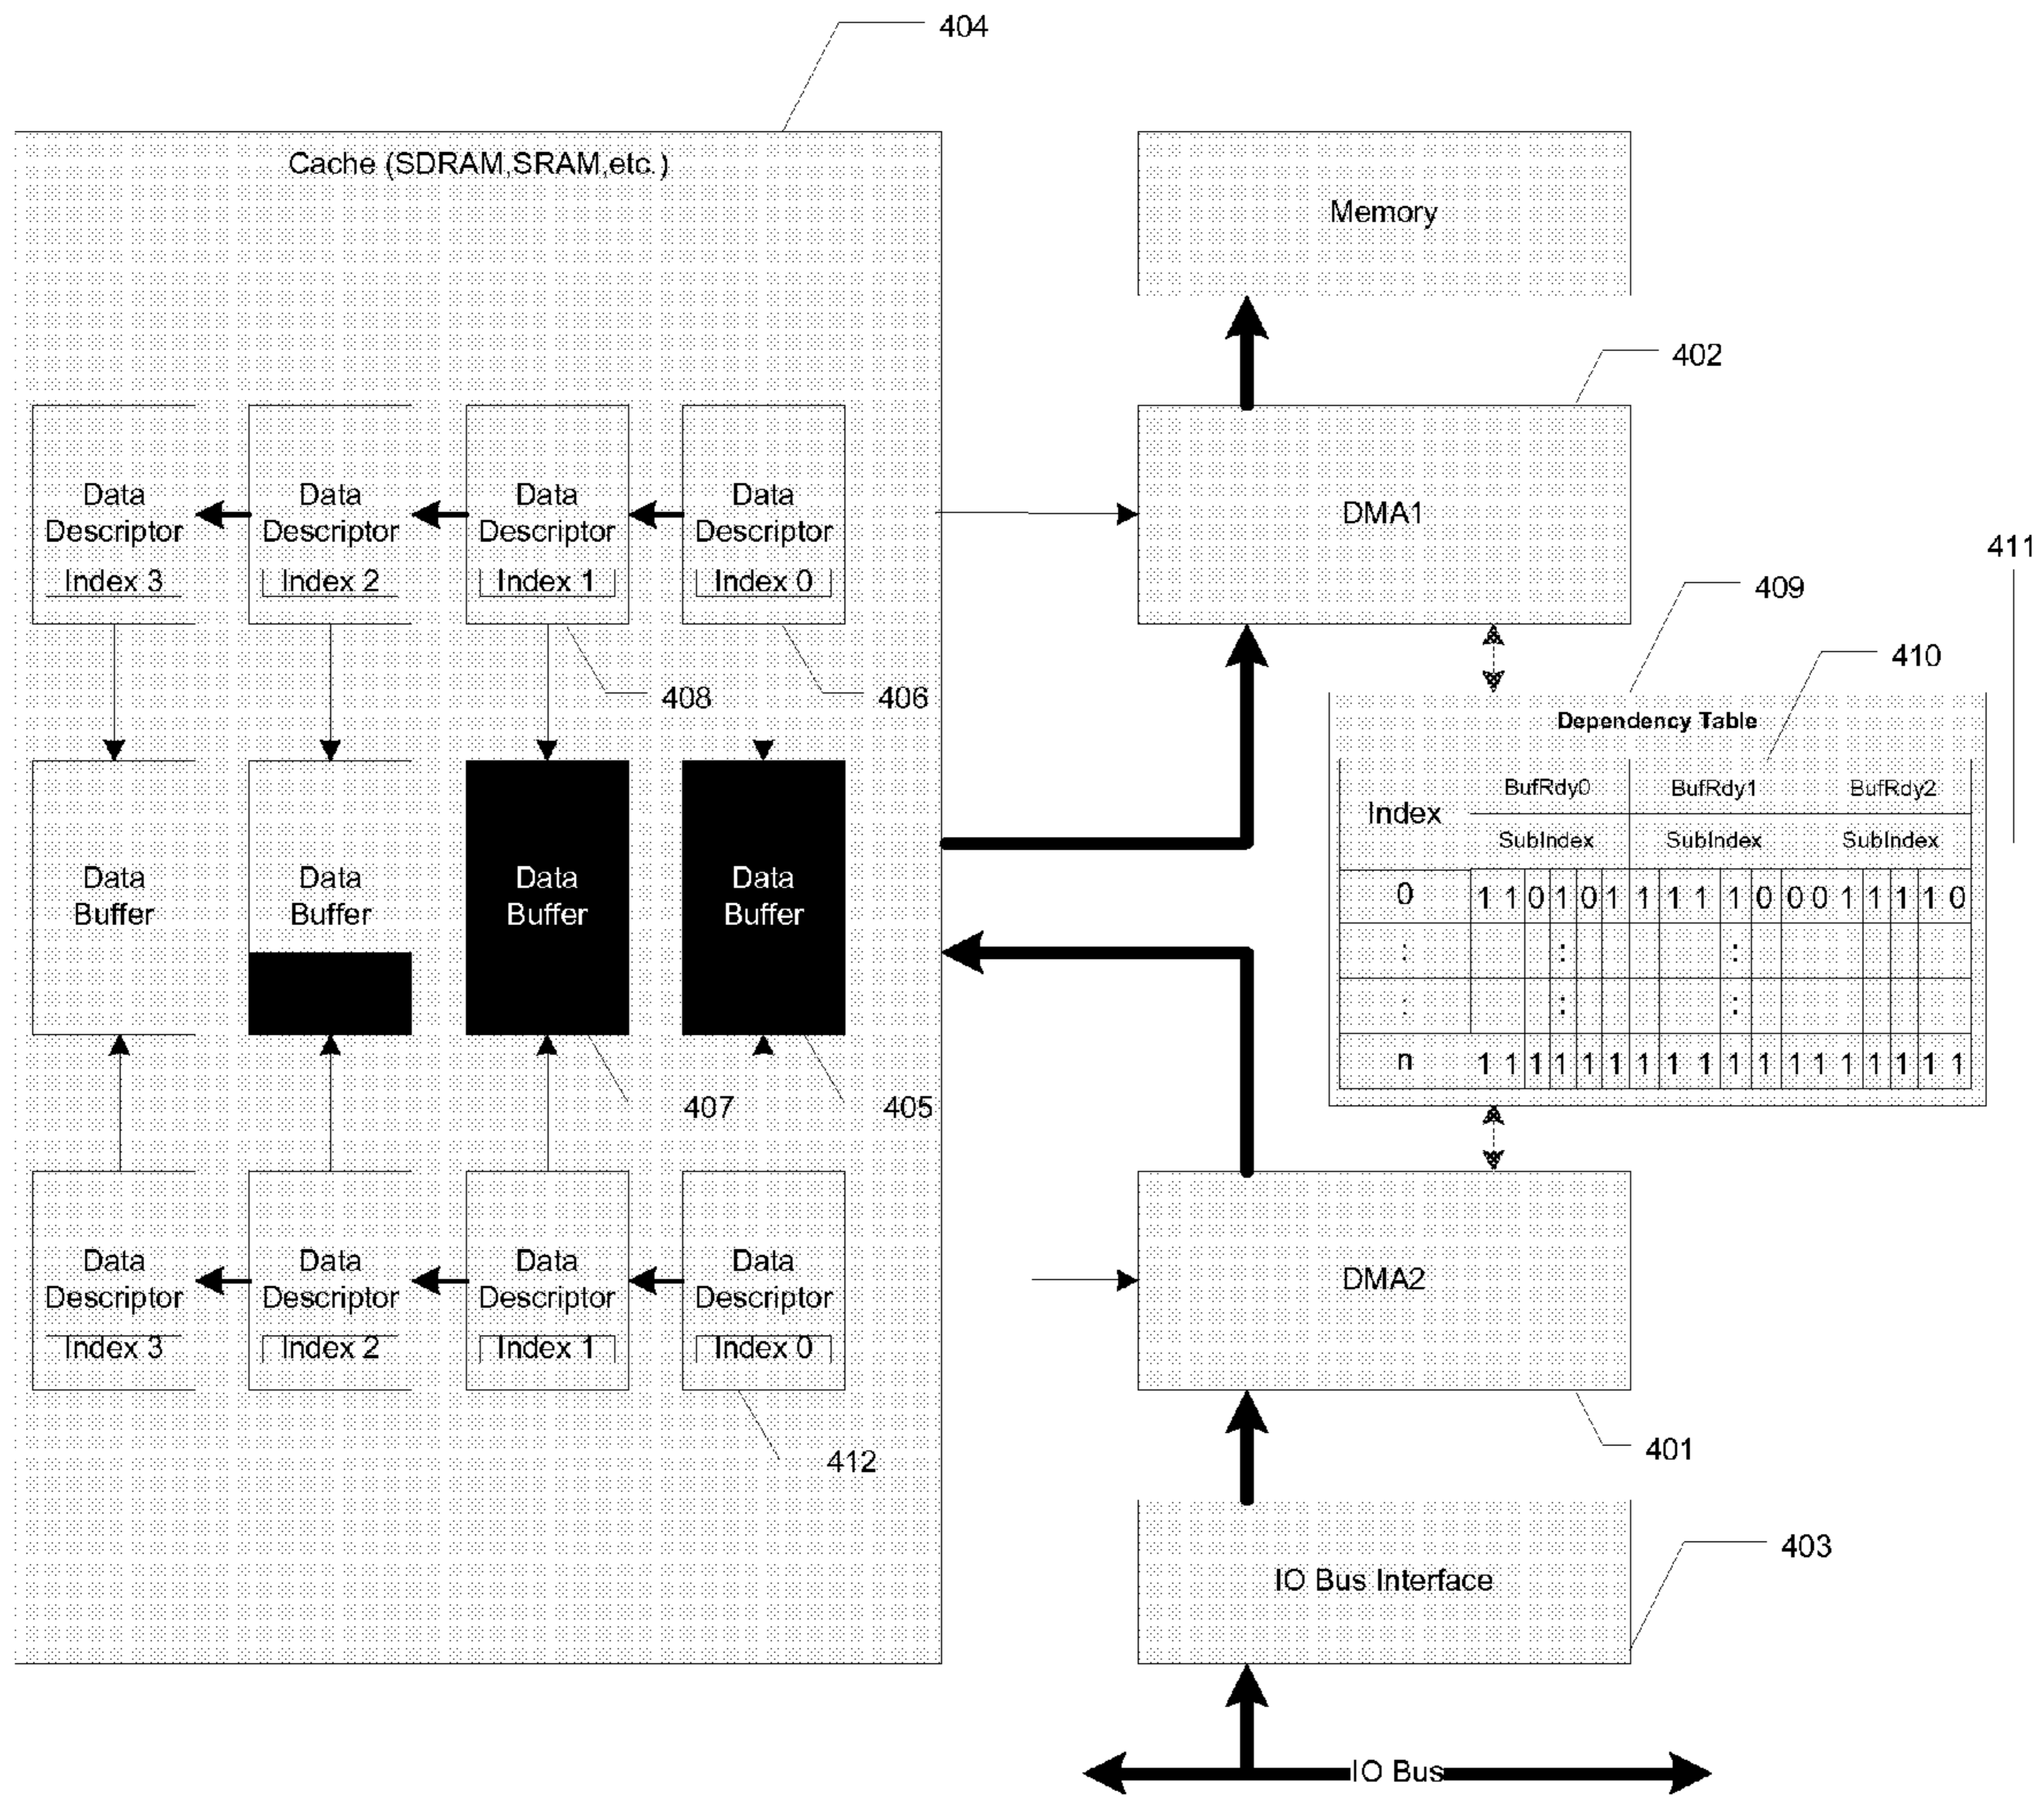 404
Cache (SDRAM,SRAM,etc.)
Memory
402
Data Descriptor Index 3
Data Descriptor Index 2
Data Descriptor Index 1
Data Descriptor Index 0
DMA1
411
409
410
408
406
Dependency Table
Index
BufRdy0 BufRdy1 BufRdy2
SubIndex SubIndex SubIndex
0 1 1 0 1 0 1 1 1 1 1 0 0 0 1 1 1 1 0
: : :
: : :
n 1 1 1 1 1 1 1 1 1 1 1 1 1 1 1 1 1 1
Data Buffer
Data Buffer
Data Buffer
Data Buffer
407
405
Data Descriptor Index 3
Data Descriptor Index 2
Data Descriptor Index 1
Data Descriptor Index 0
DMA2
412
401
403
IO Bus Interface
IO Bus